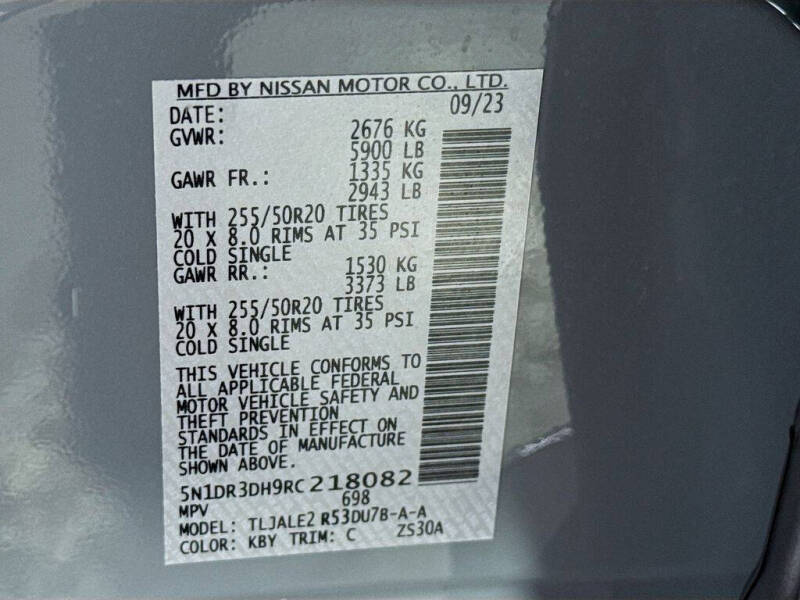 MFD BY NISSAN MOTOR CO., LTD.
DATE: 09/23
GVWR: 2676 KG
5900 LB
GAWR FR.: 1335 KG
2943 LB
WITH 255/50R20 TIRES
20 X 8.0 RIMS AT 35 PSI
COLD SINGLE
GAWR RR.: 1530 KG
3373 LB
WITH 255/50R20 TIRES
20 X 8.0 RIMS AT 35 PSI
COLD SINGLE
THIS VEHICLE CONFORMS TO
ALL APPLICABLE FEDERAL
MOTOR VEHICLE SAFETY AND
THEFT PREVENTION
STANDARDS IN EFFECT ON
THE DATE OF MANUFACTURE
SHOWN ABOVE.
5N1DR3DH9RC218082
MPV 698
MODEL: TLJALE2 R53DU7B-A-A
COLOR: KBY TRIM: C ZS30A